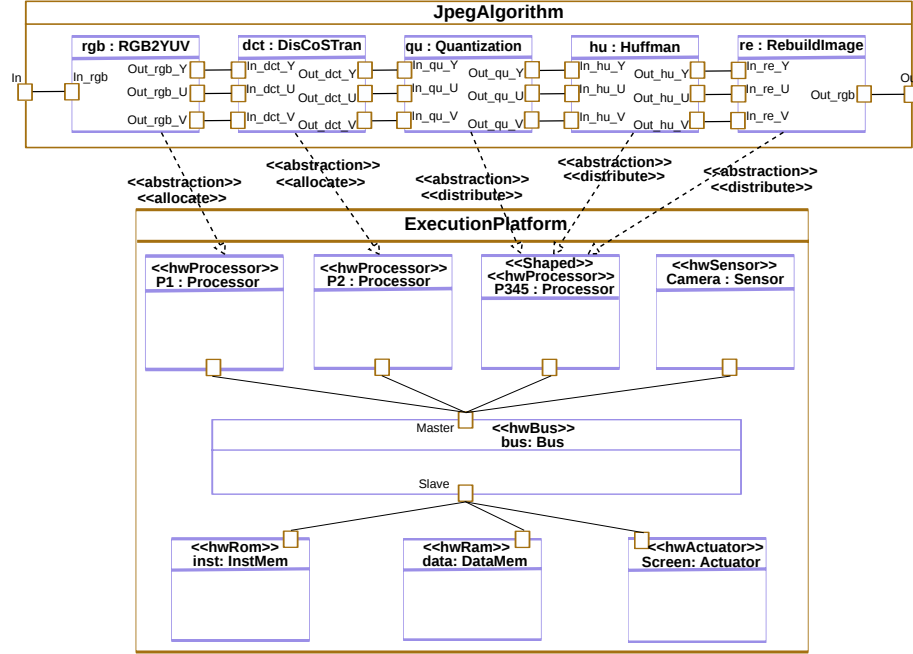 JpegAlgorithm
rgb : RGB2YUV
dct : DisCoSTran
qu : Quantization
hu : Huffman
re : RebuildImage
In
In_rgb
Out_rgb_Y
Out_rgb_U
Out_rgb_V
In_dct_Y
In_dct_U
In_dct_V
Out_dct_Y
Out_dct_U
Out_dct_V
In_qu_Y
In_qu_U
In_qu_V
Out_qu_Y
Out_qu_U
Out_qu_V
In_hu_Y
In_hu_U
In_hu_V
Out_hu_Y
Out_hu_U
Out_hu_V
In_re_Y
In_re_U
In_re_V
Out_rgb
<<abstraction>>
<<allocate>>
<<abstraction>>
<<allocate>>
<<abstraction>>
<<distribute>>
<<abstraction>>
<<distribute>>
<<abstraction>>
<<distribute>>
ExecutionPlatform
<<hwProcessor>>
P1 : Processor
<<hwProcessor>>
P2 : Processor
<<Shaped>>
<<hwProcessor>>
P345 : Processor
<<hwSensor>>
Camera : Sensor
Master
<<hwBus>>
bus: Bus
Slave
<<hwRom>>
inst: InstMem
<<hwRam>>
data: DataMem
<<hwActuator>>
Screen: Actuator